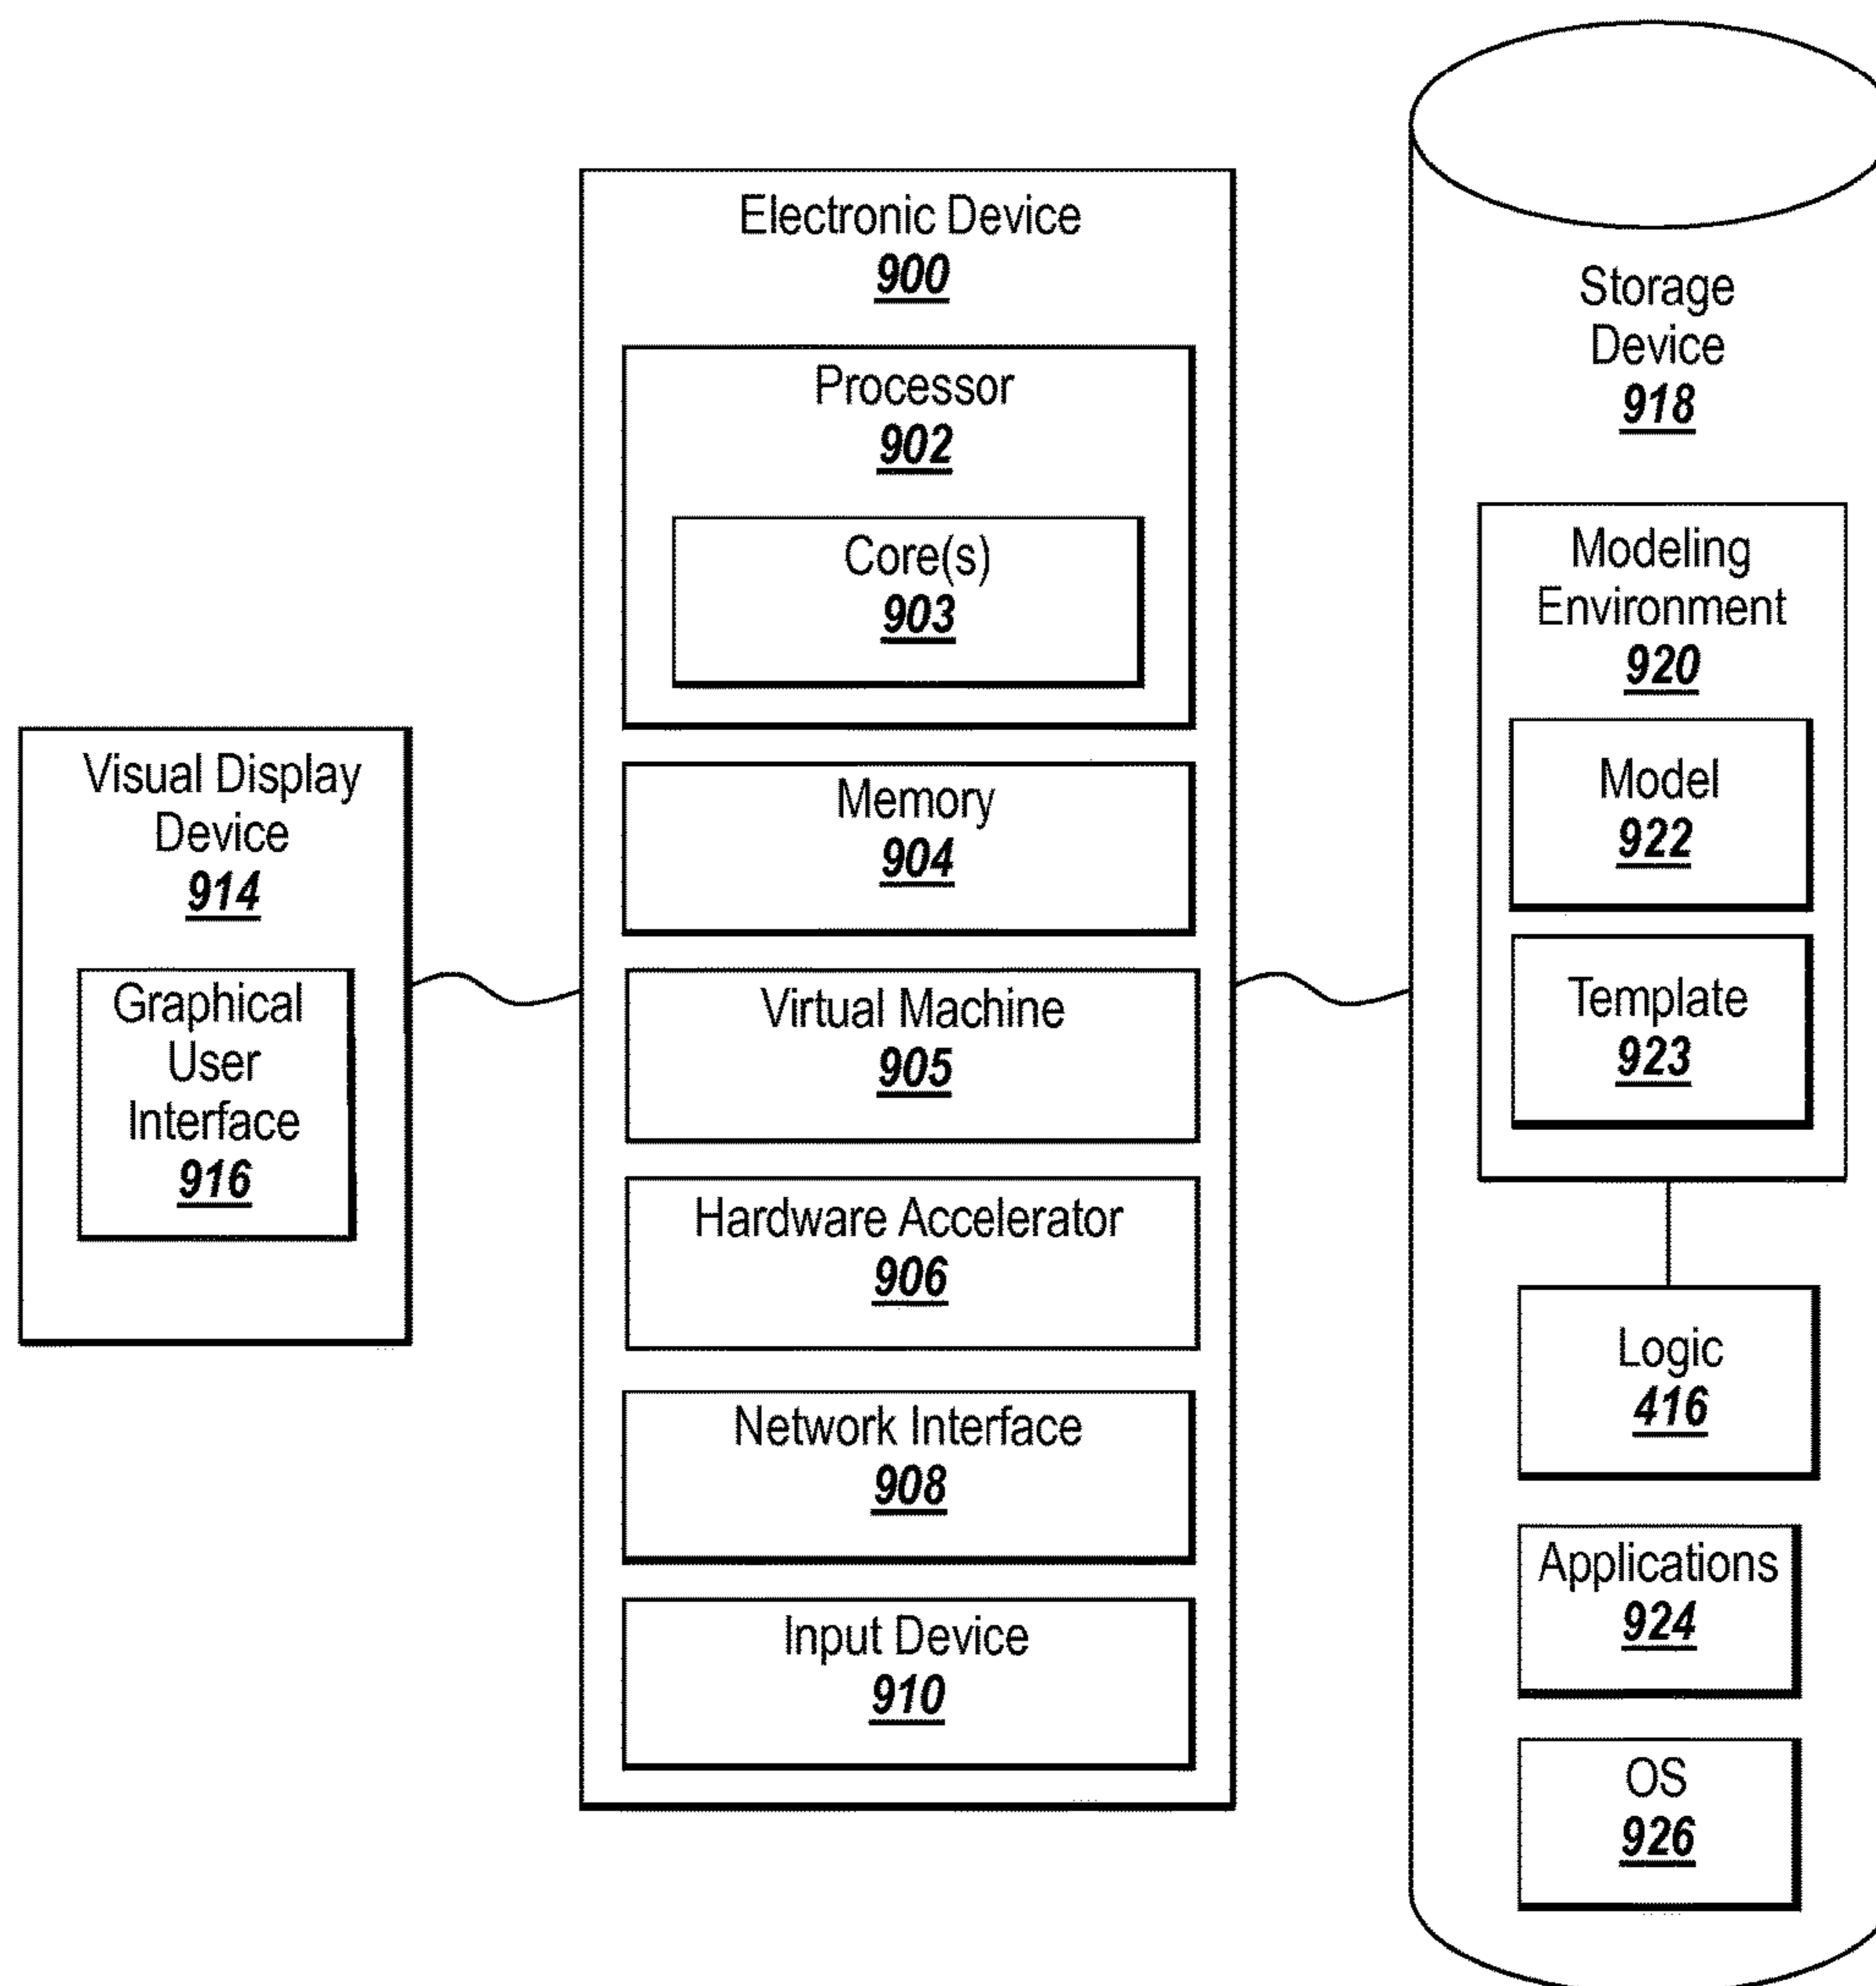 Visual Display
Device
914
Graphical
User
Interface
916
Electronic Device
900
Processor
902
Core(s)
903
Memory
904
Virtual Machine
905
Hardware Accelerator
906
Network Interface
908
Input Device
910
Storage
Device
918
Modeling
Environment
920
Model
922
Template
923
Logic
416
Applications
924
OS
926